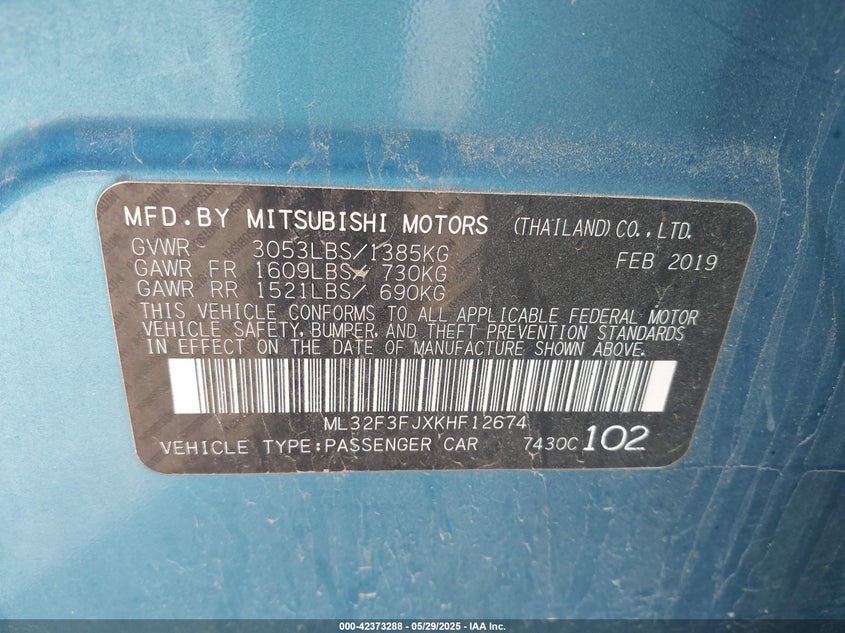 MFD.BY MITSUBISHI MOTORS (THAILAND) CO.,LTD.
GVWR 3053LBS/1385KG FEB 2019
GAWR FR 1609LBS/ 730KG
GAWR RR 1521LBS/ 690KG
THIS VEHICLE CONFORMS TO ALL APPLICABLE FEDERAL MOTOR
VEHICLE SAFETY, BUMPER, AND THEFT PREVENTION STANDARDS
IN EFFECT ON THE DATE OF MANUFACTURE SHOWN ABOVE.
ML32F3FJXKHF12674
VEHICLE TYPE:PASSENGER CAR 7430C 102
000-42373288 - 05/29/2025 - IAA Inc.